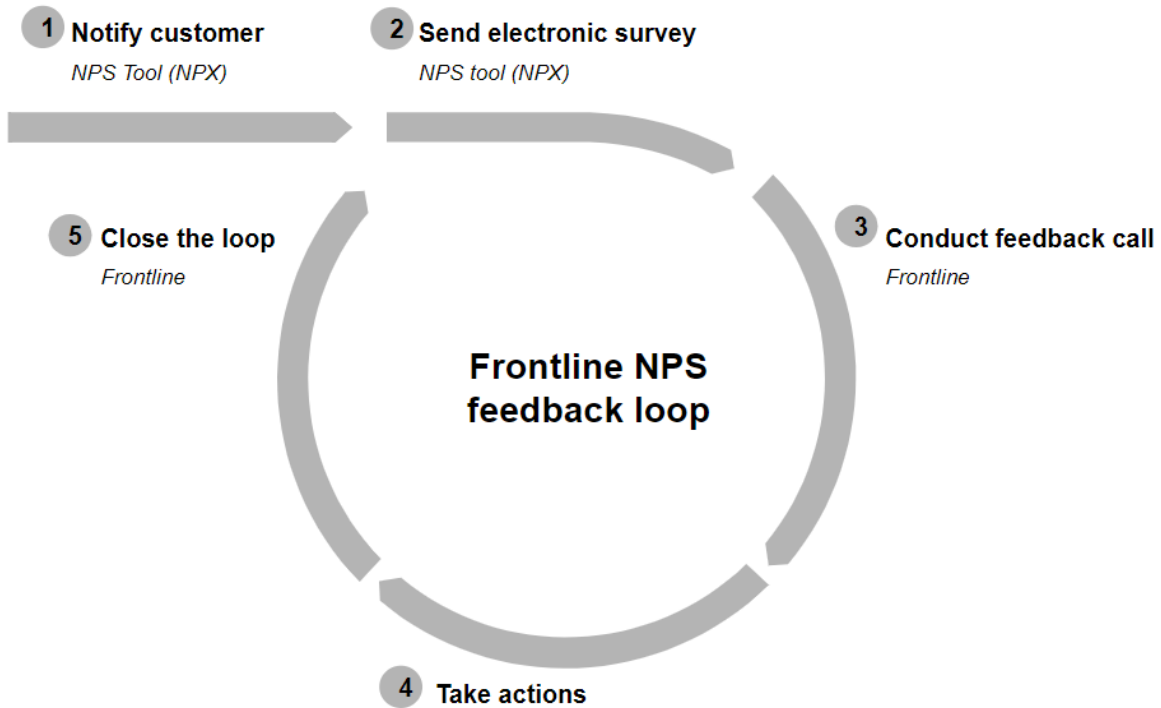 1 Notify customer
NPS Tool (NPX)
2 Send electronic survey
NPS tool (NPX)
5 Close the loop
Frontline
3 Conduct feedback call
Frontline
Frontline NPS
feedback loop
4 Take actions